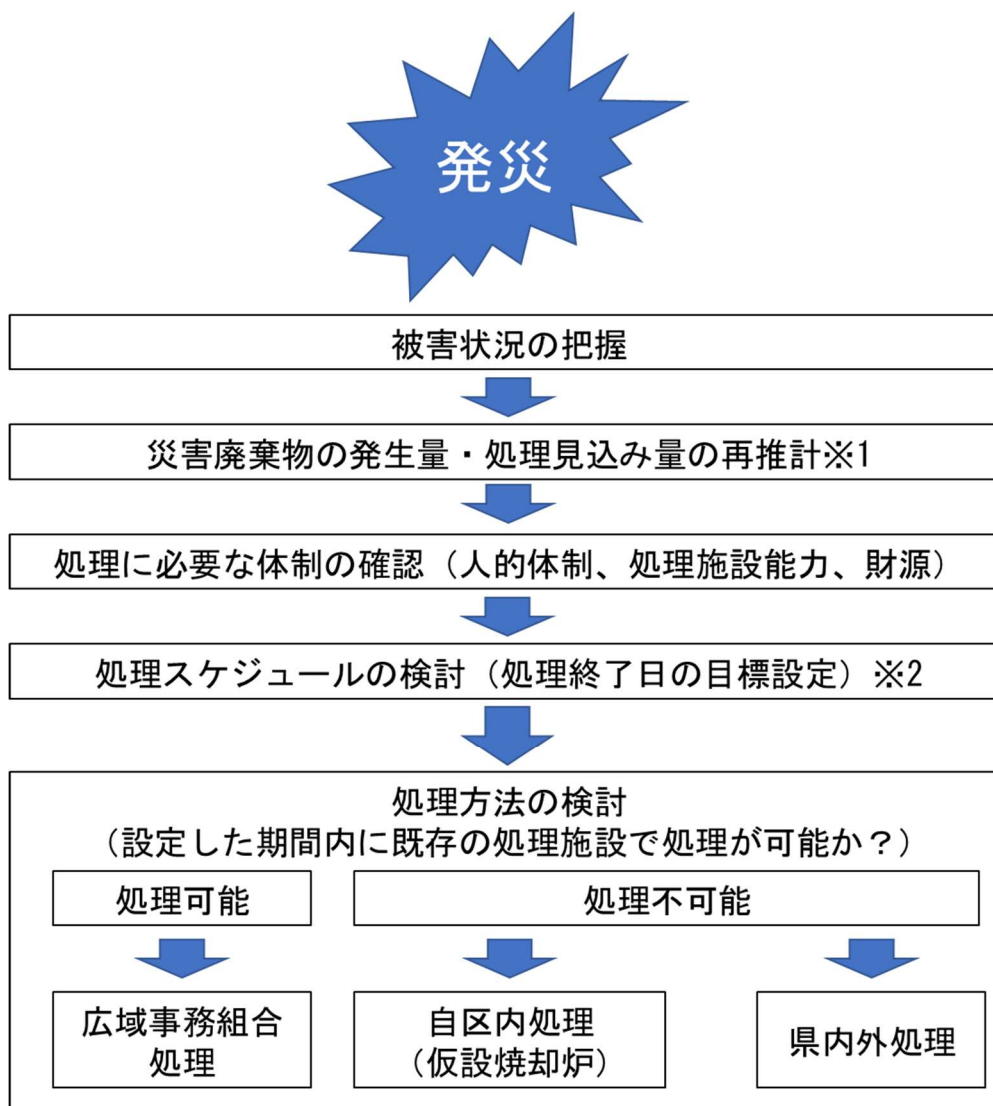 発災
被害状況の把握
災害廃棄物の発生量・処理見込み量の再推計※1
処理に必要な体制の確認（人的体制、処理施設能力、財源）
処理スケジュールの検討（処理終了日の目標設定）※2
処理方法の検討
（設定した期間内に既存の処理施設で処理が可能か？）
処理可能
処理不可能
広域事務組合
処理
自区内処理
（仮設焼却炉）
県内外処理